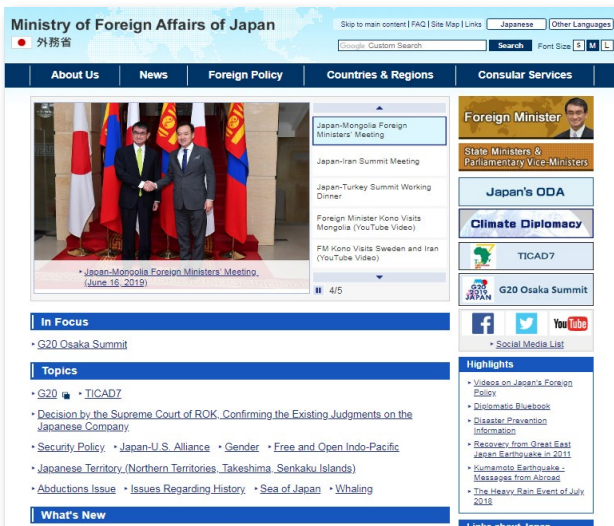 Ministry of Foreign Affairs of Japan
外務省
Skip to main content | FAQ | Site Map | Links
Japanese
Other Languages
Google Custom Search
Search
Font Size S M L
About Us
News
Foreign Policy
Countries & Regions
Consular Services
Japan-Mongolia Foreign Ministers' Meeting
(June 16, 2019)
Japan-Mongolia Foreign
Ministers' Meeting
Japan-Iran Summit Meeting
Japan-Turkey Summit Working
Dinner
Foreign Minister Kono Visits
Mongolia (YouTube Video)
FM Kono Visits Sweden and Iran
(YouTube Video)
4/5
Foreign Minister
State Ministers &
Parliamentary Vice-Ministers
Japan's ODA
Climate Diplomacy
TICAD7
G20
2019
JAPAN
G20 Osaka Summit
YouTube
Social Media List
In Focus
G20 Osaka Summit
Topics
G20 TICAD7
Decision by the Supreme Court of ROK, Confirming the Existing Judgments on the
Japanese Company
Security Policy Japan-U.S. Alliance Gender Free and Open Indo-Pacific
Japanese Territory (Northern Territories, Takeshima, Senkaku Islands)
Abductions Issue Issues Regarding History Sea of Japan Whaling
What's New
Highlights
Videos on Japan's Foreign
Policy
Diplomatic Bluebook
Disaster Prevention
Information
Recovery from Great East
Japan Earthquake in 2011
Kumamoto Earthquake -
Messages from Abroad
The Heavy Rain Event of July
2018
Links about Japan